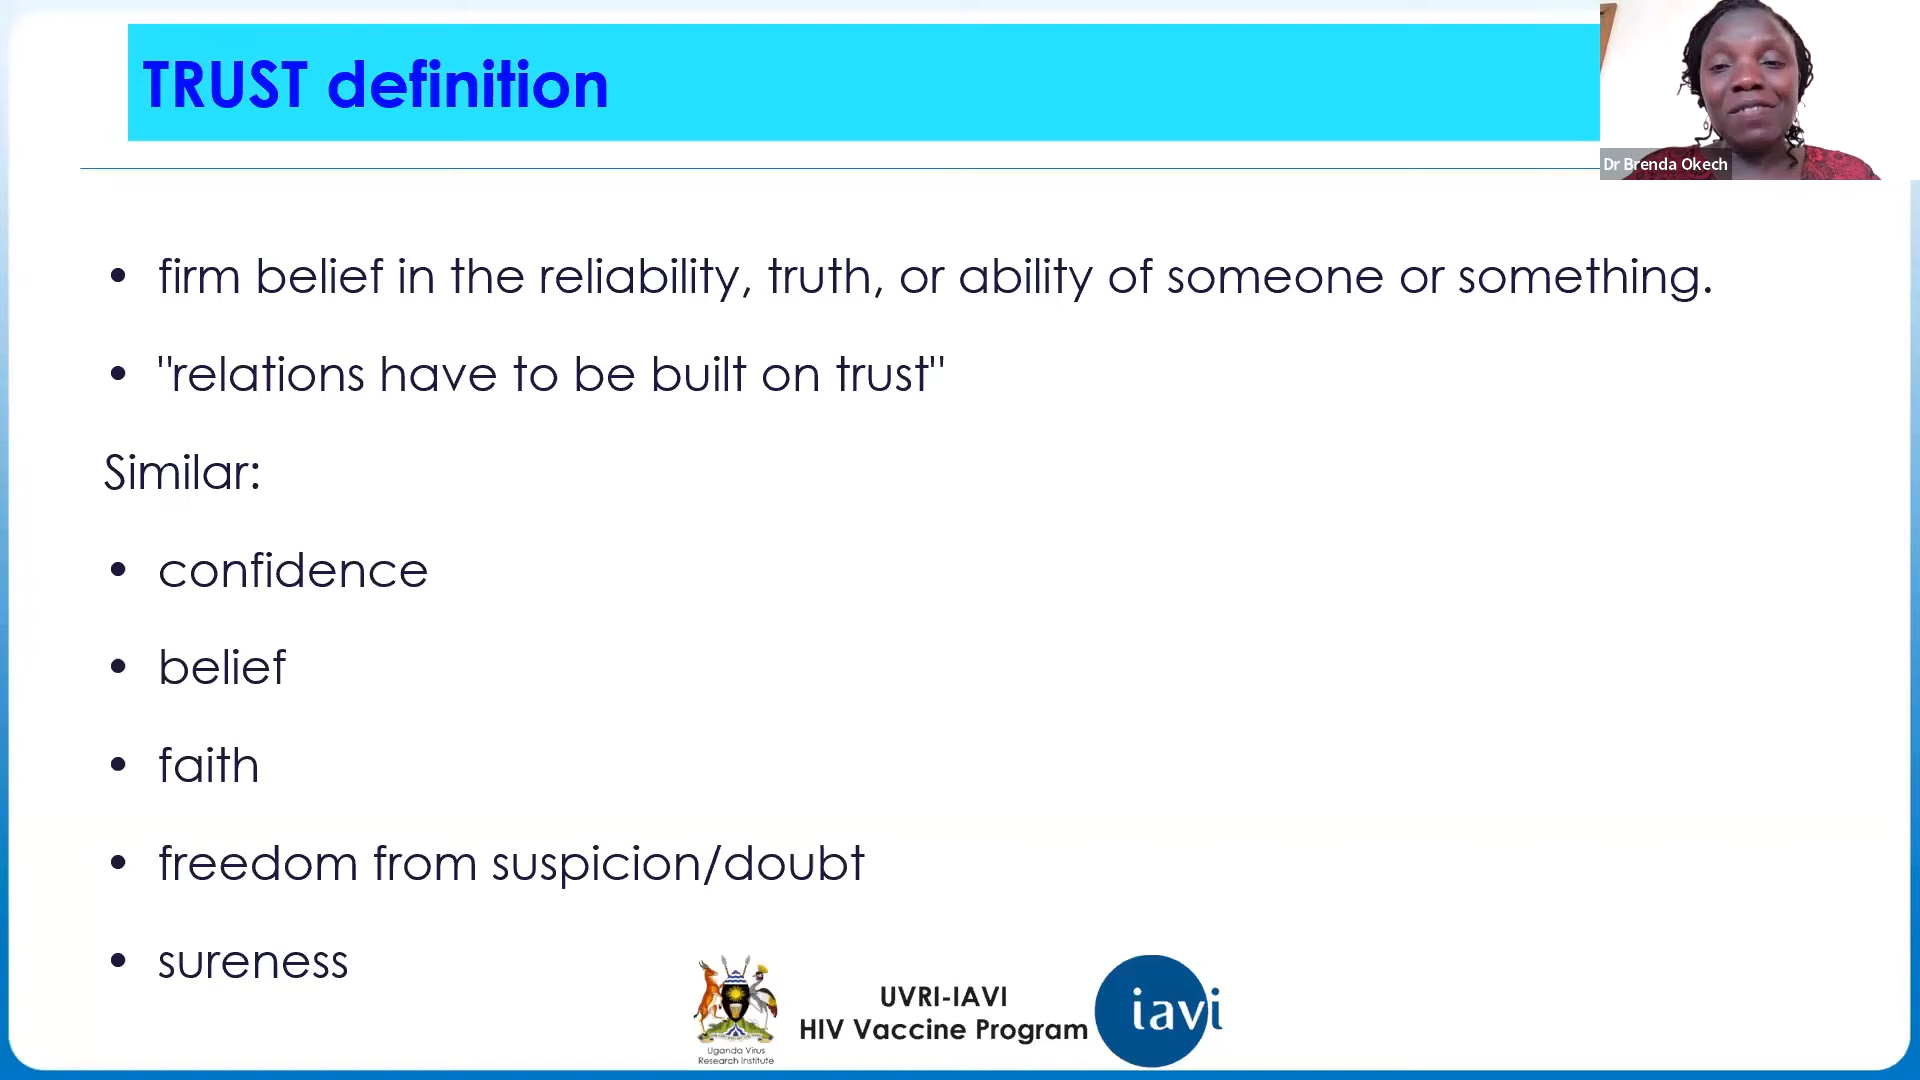 TRUST definition
Dr Brenda Okech
• firm belief in the reliability, truth, or ability of someone or something.
• "relations have to be built on trust"
Similar:
• confidence
• belief
• faith
• freedom from suspicion/doubt
• sureness
Uganda Virus
Research Institute
UVRI-IAVI
HIV Vaccine Program
iavi